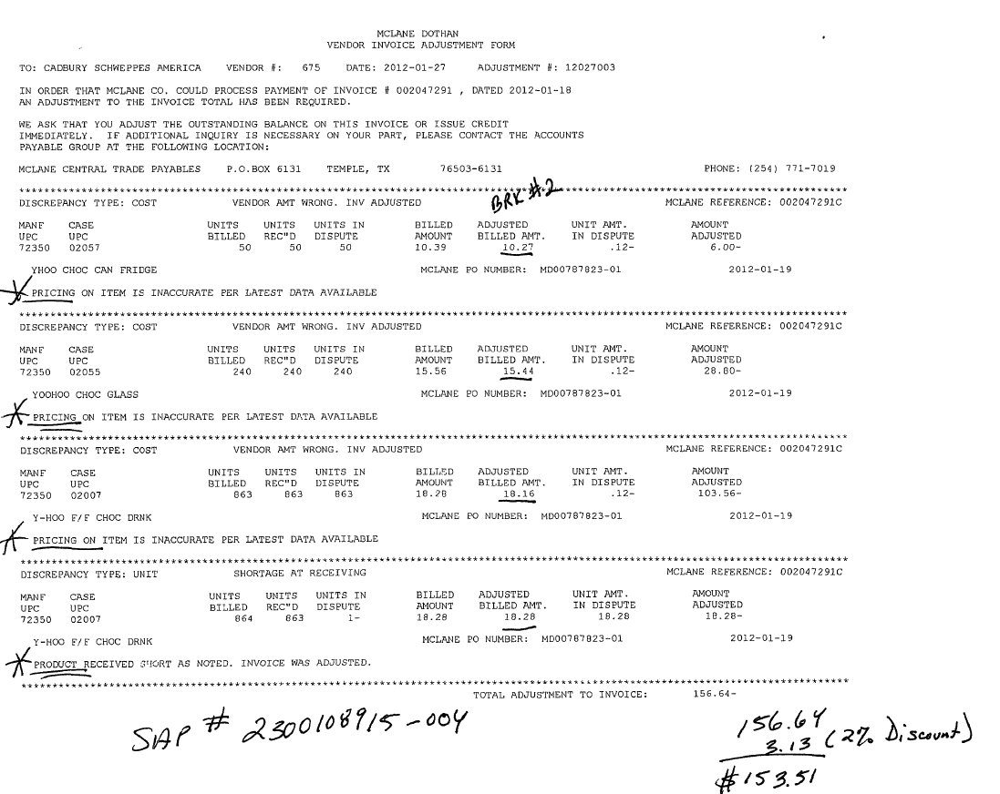 MCLANE DOTHAN
VENDOR INVOICE ADJUSTMENT FORM
TO: CADBURY SCHWEPPES AMERICA VENDOR #: 675 DATE: 2012-01-27 ADJUSTMENT #: 12027003
IN ORDER THAT MCLANE CO. COULD PROCESS PAYMENT OF INVOICE # 002047291 , DATED 2012-01-18
AN ADJUSTMENT TO THE INVOICE TOTAL HAS BEEN REQUIRED.
WE ASK THAT YOU ADJUST THE OUTSTANDING BALANCE ON THIS INVOICE OR ISSUE CREDIT
IMMEDIATELY. IF ADDITIONAL INQUIRY IS NECESSARY ON YOUR PART, PLEASE CONTACT THE ACCOUNTS
PAYABLE GROUP AT THE FOLLOWING LOCATION:
MCLANE CENTRAL TRADE PAYABLES P.O.BOX 6131 TEMPLE, TX 76503-6131 PHONE: (254) 771-7019
BRK #2
DISCREPANCY TYPE: COST VENDOR AMT WRONG. INV ADJUSTED MCLANE REFERENCE: 002047291C
MANF CASE UNITS UNITS UNITS IN BILLED ADJUSTED UNIT AMT. AMOUNT
UPC UPC BILLED REC"D DISPUTE AMOUNT BILLED AMT. IN DISPUTE ADJUSTED
72350 02057 50 50 50 10.39 10.27 .12- 6.00-
YHOO CHOC CAN FRIDGE MCLANE PO NUMBER: MD00787823-01 2012-01-19
PRICING ON ITEM IS INACCURATE PER LATEST DATA AVAILABLE
DISCREPANCY TYPE: COST VENDOR AMT WRONG. INV ADJUSTED MCLANE REFERENCE: 002047291C
MANF CASE UNITS UNITS UNITS IN BILLED ADJUSTED UNIT AMT. AMOUNT
UPC UPC BILLED REC"D DISPUTE AMOUNT BILLED AMT. IN DISPUTE ADJUSTED
72350 02055 240 240 240 15.56 15.44 .12- 28.80-
YOOHOO CHOC GLASS MCLANE PO NUMBER: MD00787823-01 2012-01-19
PRICING ON ITEM IS INACCURATE PER LATEST DATA AVAILABLE
DISCREPANCY TYPE: COST VENDOR AMT WRONG. INV ADJUSTED MCLANE REFERENCE: 002047291C
MANF CASE UNITS UNITS UNITS IN BILLED ADJUSTED UNIT AMT. AMOUNT
UPC UPC BILLED REC"D DISPUTE AMOUNT BILLED AMT. IN DISPUTE ADJUSTED
72350 02007 863 863 863 18.28 18.16 .12- 103.56-
Y-HOO F/F CHOC DRNK MCLANE PO NUMBER: MD00787823-01 2012-01-19
PRICING ON ITEM IS INACCURATE PER LATEST DATA AVAILABLE
DISCREPANCY TYPE: UNIT SHORTAGE AT RECEIVING MCLANE REFERENCE: 002047291C
MANF CASE UNITS UNITS UNITS IN BILLED ADJUSTED UNIT AMT. AMOUNT
UPC UPC BILLED REC"D DISPUTE AMOUNT BILLED AMT. IN DISPUTE ADJUSTED
72350 02007 864 863 1- 18.28 18.28 18.28 18.28-
Y-HOO F/F CHOC DRNK MCLANE PO NUMBER: MD00787823-01 2012-01-19
PRODUCT RECEIVED SHORT AS NOTED. INVOICE WAS ADJUSTED.
TOTAL ADJUSTMENT TO INVOICE: 156.64-
SAP # 2300108915-004
156.64
3.13 (2% Discount)
$153.51